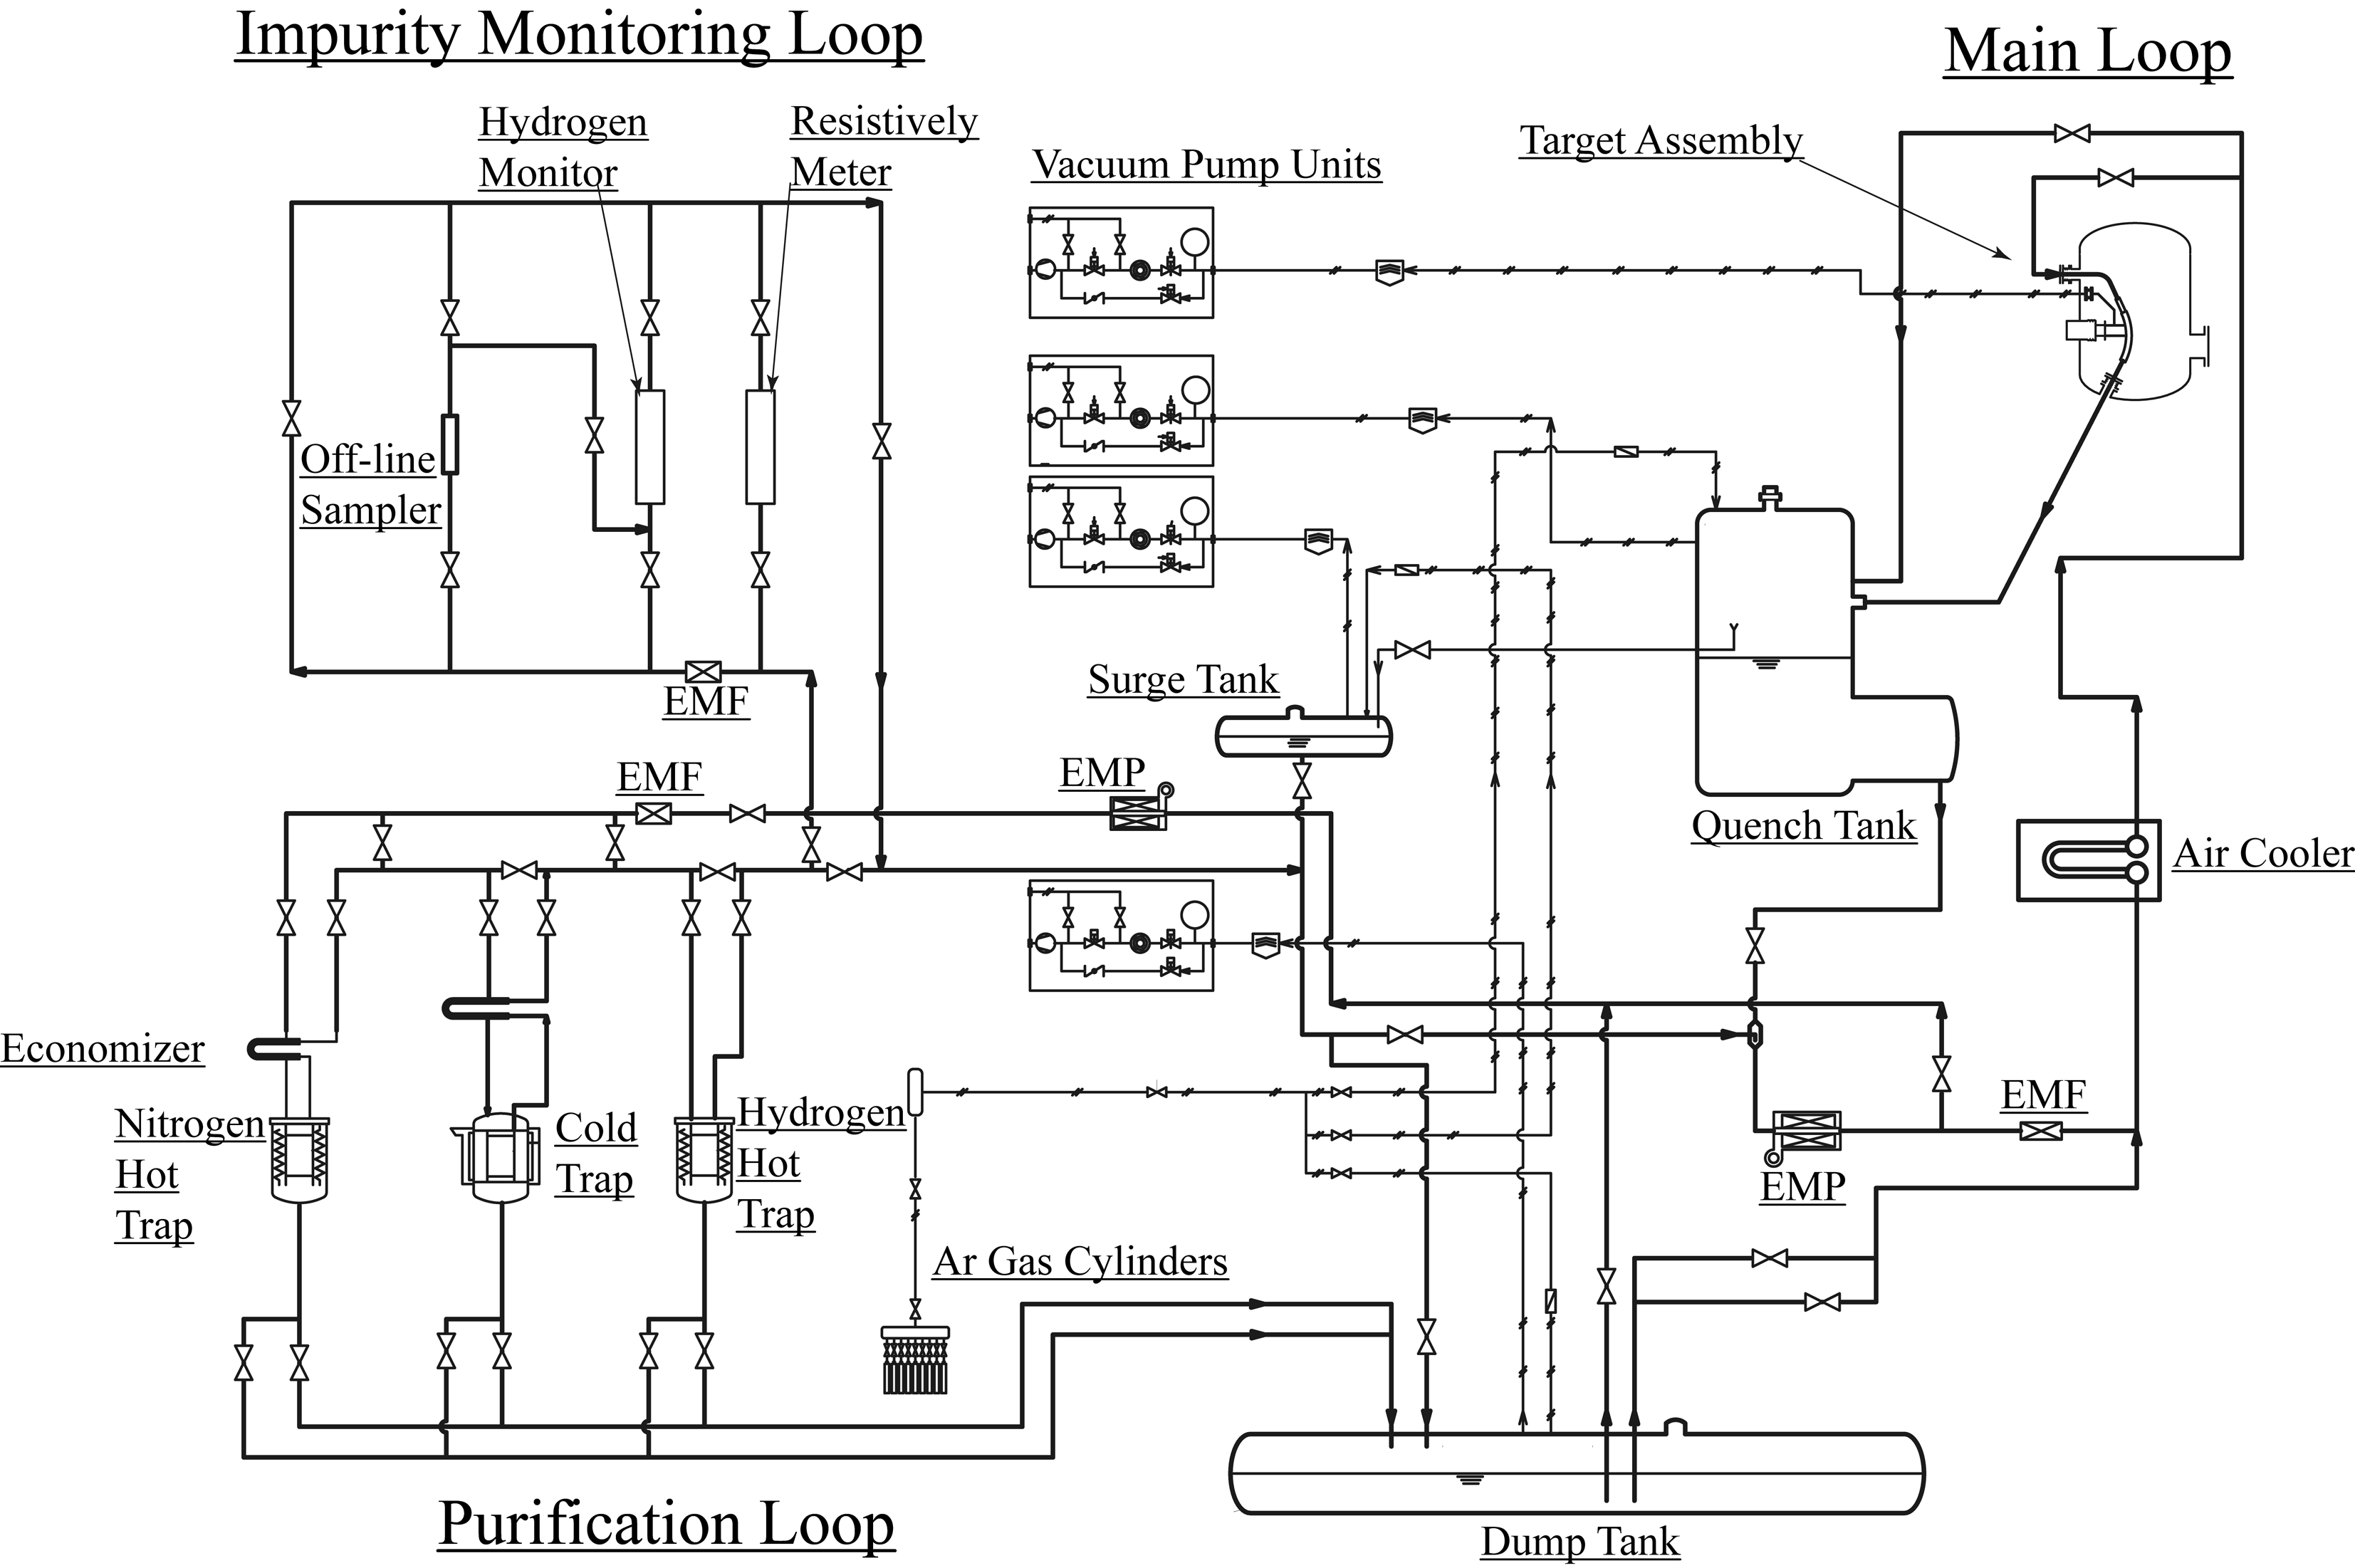 Impurity Monitoring Loop
Main Loop
Hydrogen
Monitor
Resistively
Meter
Vacuum Pump Units
Target Assembly
Off-line
Sampler
EMF
Surge Tank
EMF
EMP
Quench Tank
Air Cooler
Economizer
Nitrogen
Hot
Trap
Cold
Trap
Hydrogen
Hot
Trap
EMF
EMP
Ar Gas Cylinders
Purification Loop
Dump Tank